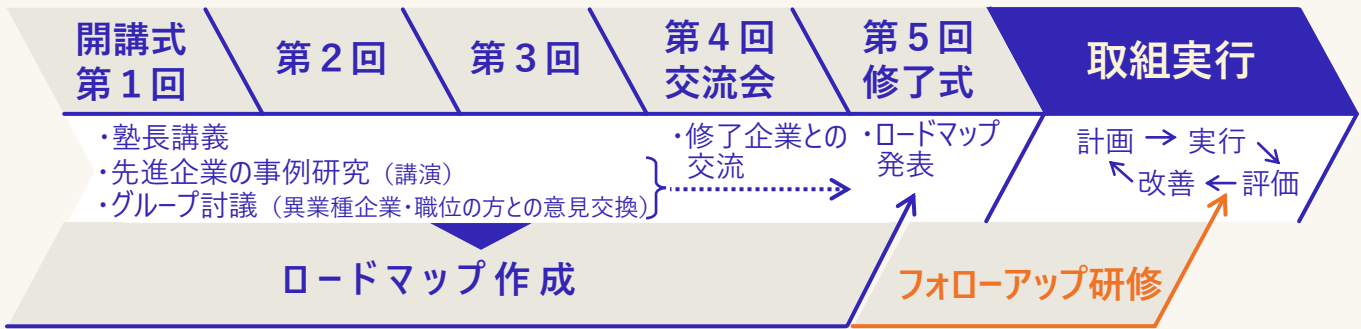 開講式
第1回
第2回
第3回
第4回
交流会
第5回
修了式
取組実行
・塾長講義
・先進企業の事例研究（講演）
・グループ討議（異業種企業・職位の方との意見交換）
・修了企業との
交流
・ロードマップ
発表
計画 → 実行
改善 ← 評価
ロードマップ作成
フォローアップ研修